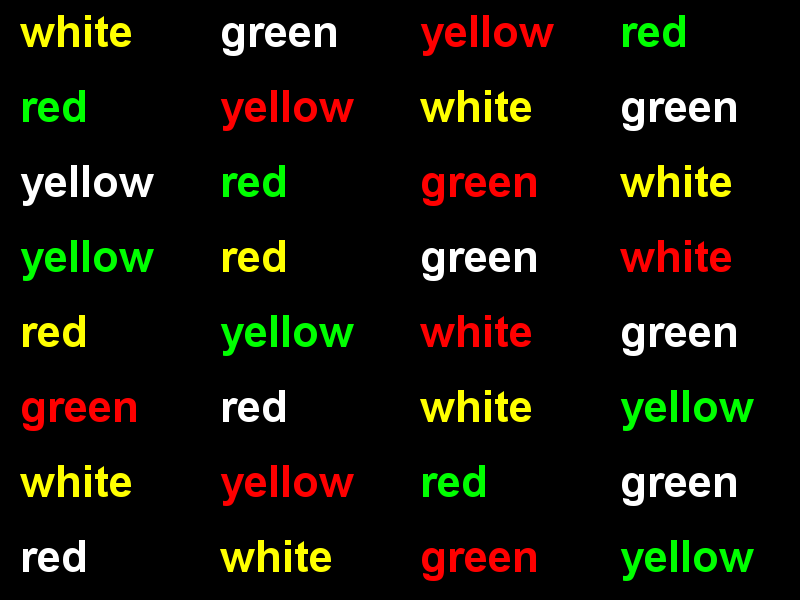 white green yellow red
red yellow white green
yellow red green white
yellow red green white
red yellow white green
green red white yellow
white yellow red green
red white green yellow